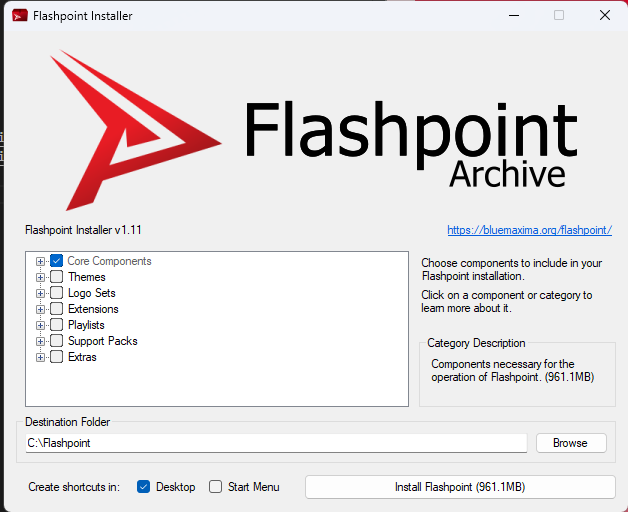 Flashpoint Installer
Flashpoint
Archive
Flashpoint Installer v1.11
https://bluemaxima.org/flashpoint/
Core Components
Themes
Logo Sets
Extensions
Playlists
Support Packs
Extras
Choose components to include in your
Flashpoint installation.
Click on a component or category to
learn more about it.
Category Description
Components necessary for the
operation of Flashpoint. (961.1MB)
Destination Folder
C:\Flashpoint
Browse
Create shortcuts in:
Desktop
Start Menu
Install Flashpoint (961.1MB)